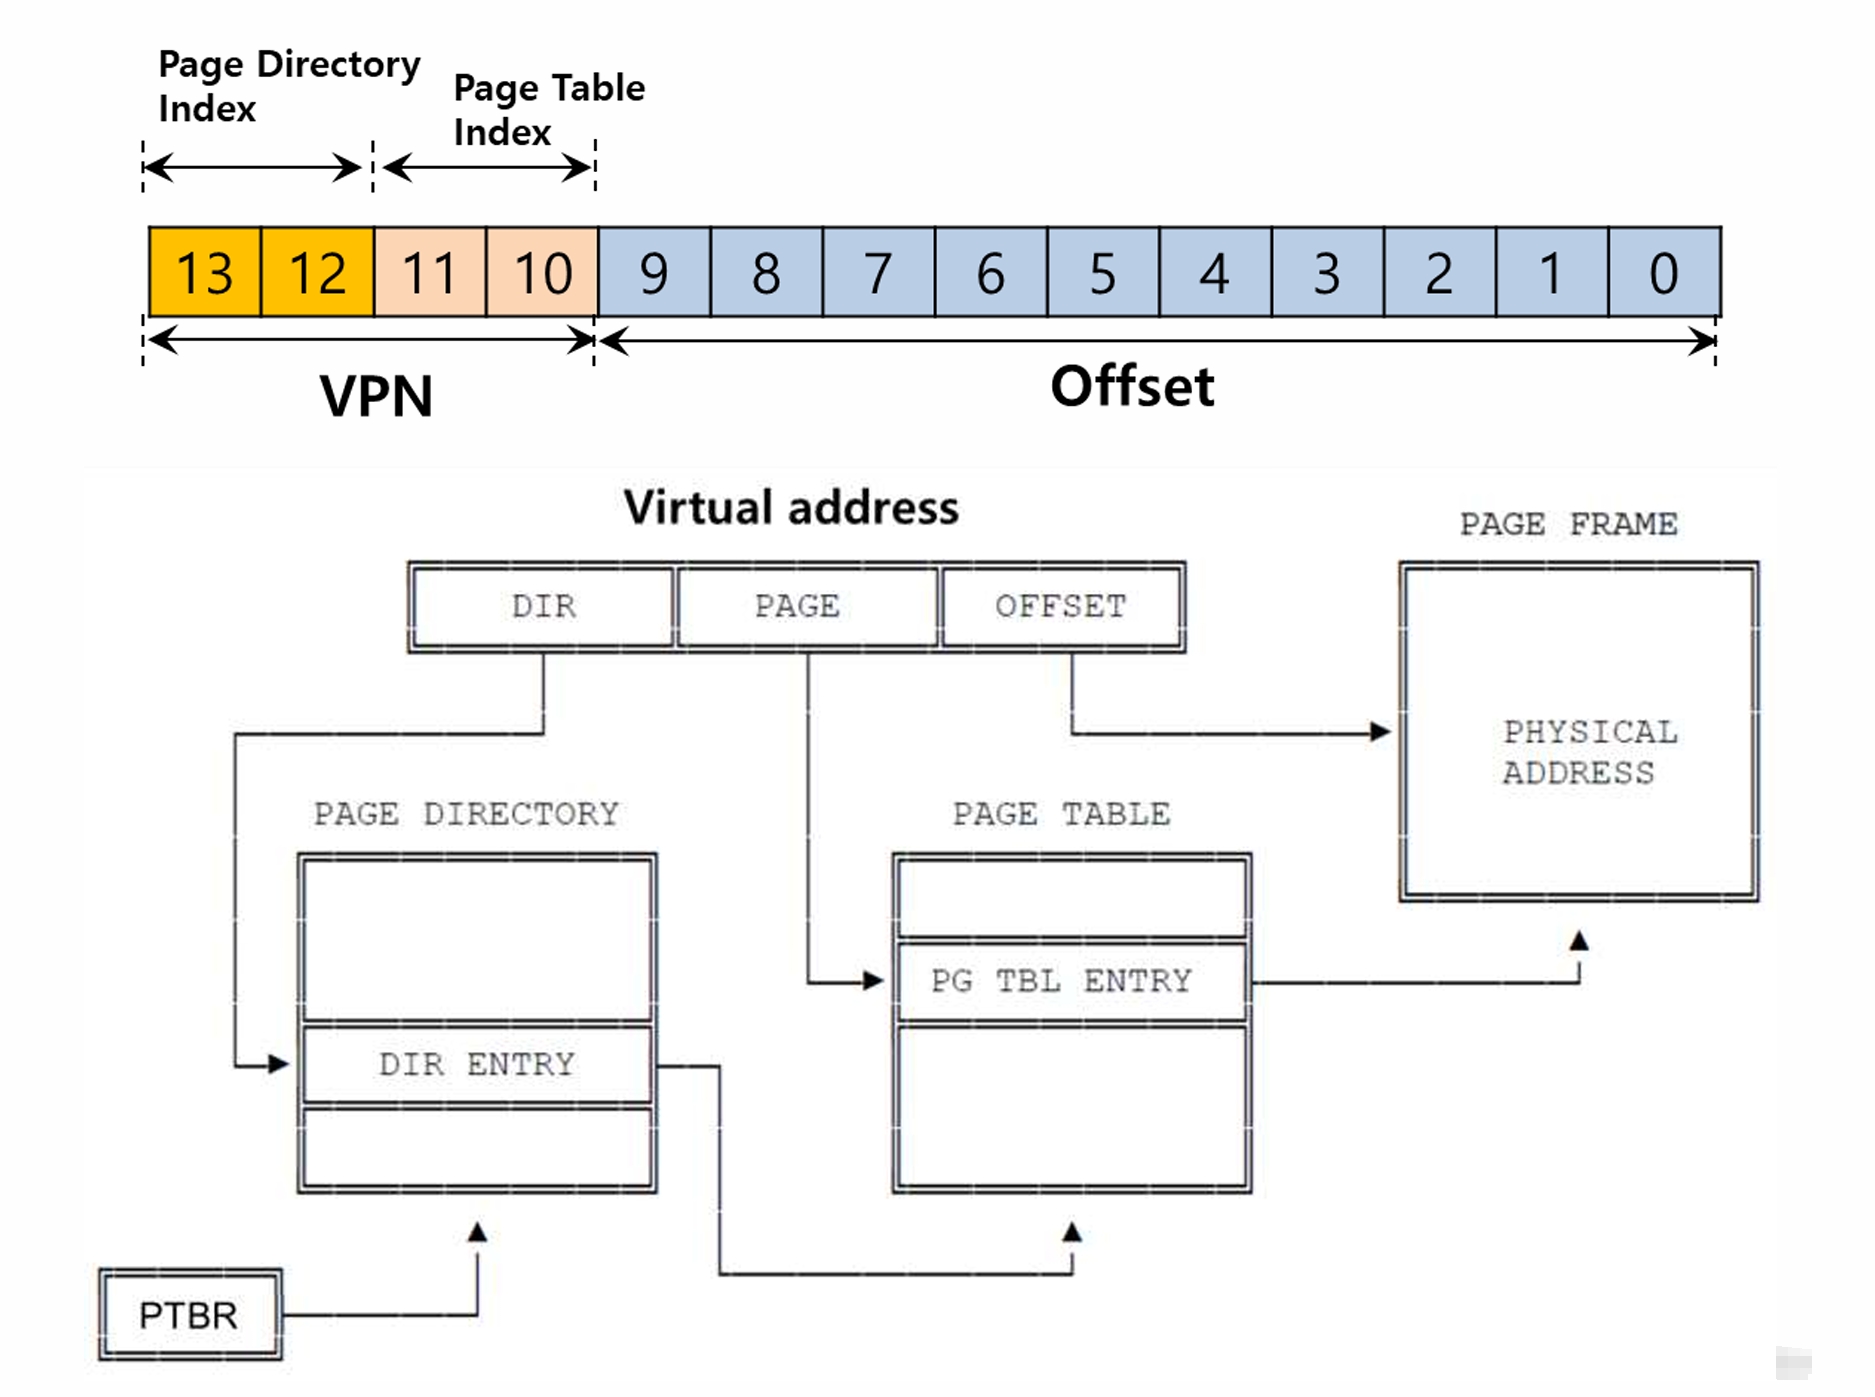 Page Directory
Index
Page Table
Index
13 12 11 10 9 8 7 6 5 4 3 2 1 0
VPN
Offset
Virtual address
PAGE FRAME
DIR PAGE OFFSET
PHYSICAL
ADDRESS
PAGE DIRECTORY
PAGE TABLE
PG TBL ENTRY
DIR ENTRY
PTBR